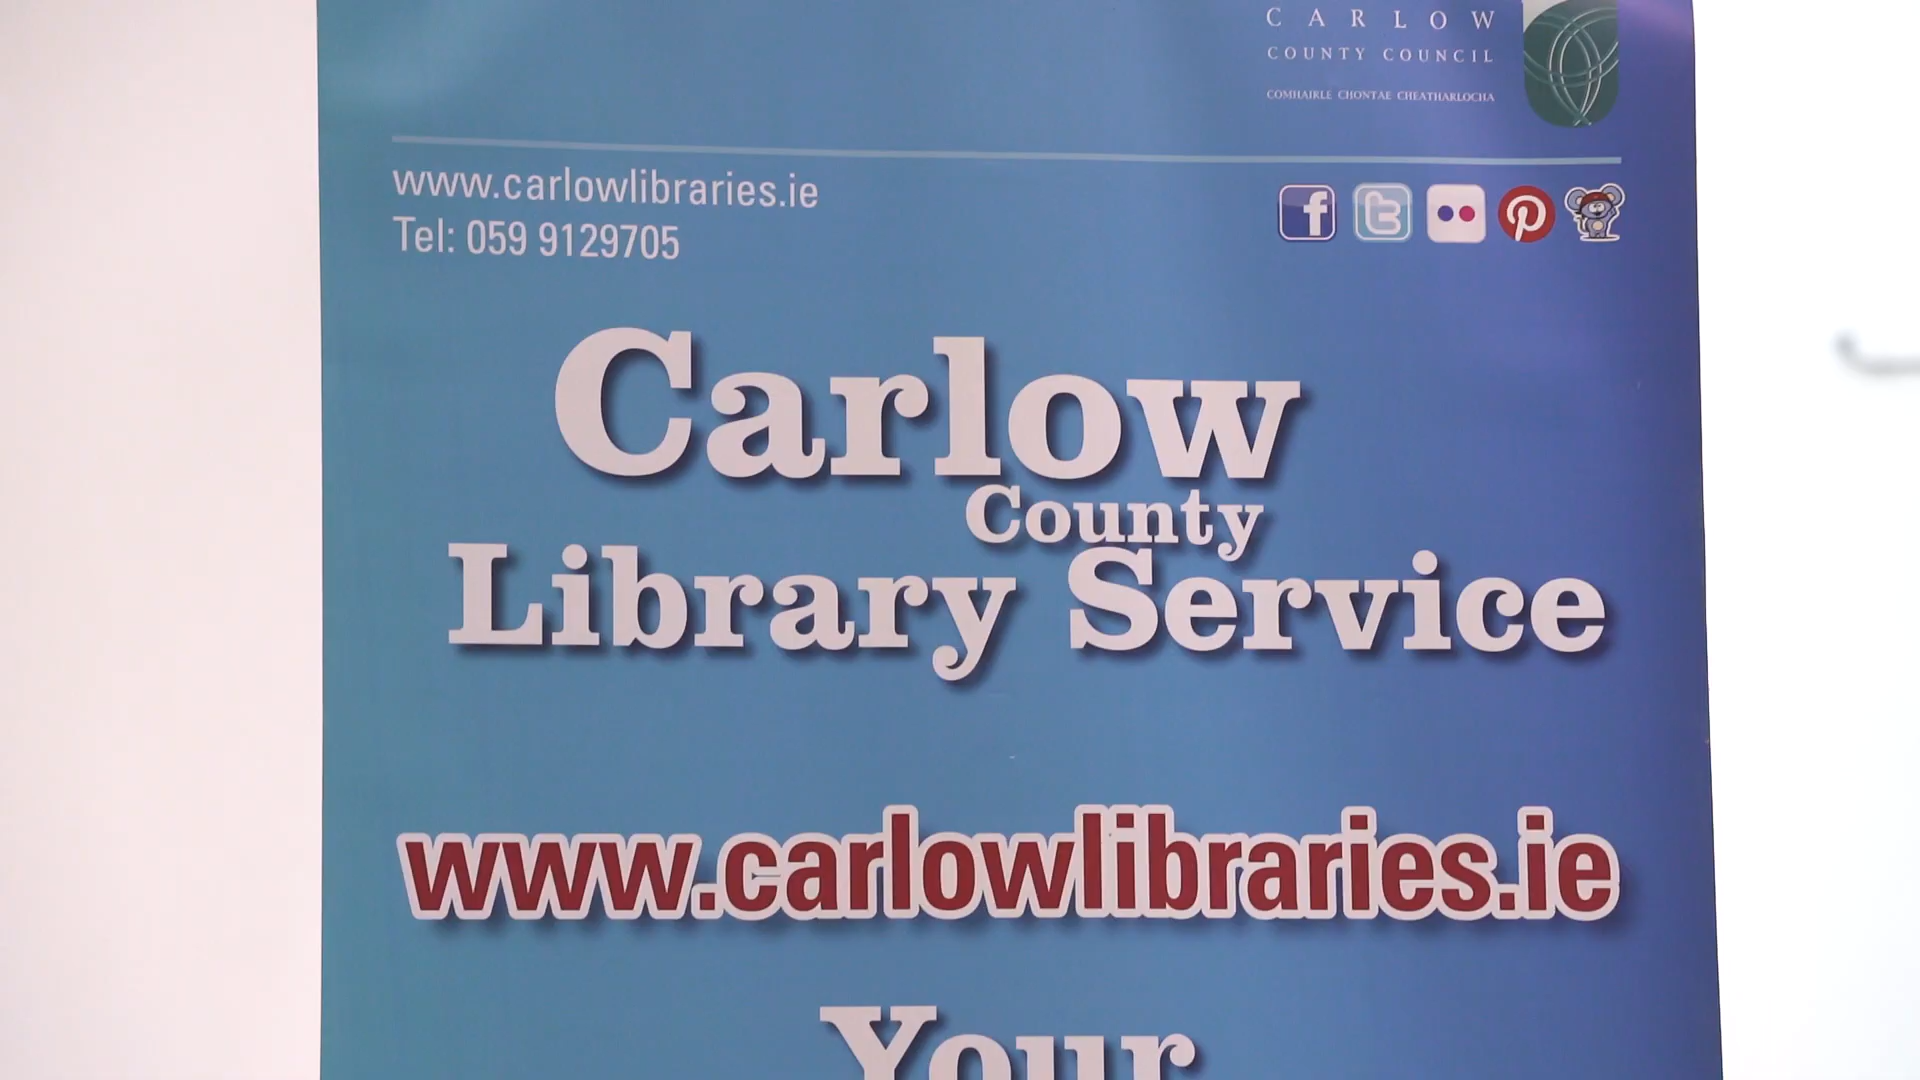 CARLOW
COUNTY COUNCIL
COMHAIRLE CHONTAE CHEATHARLOCHA
www.carlowlibraries.ie
Tel: 059 9129705
Carlow
County
Library Service
www.carlowlibraries.ie
Your